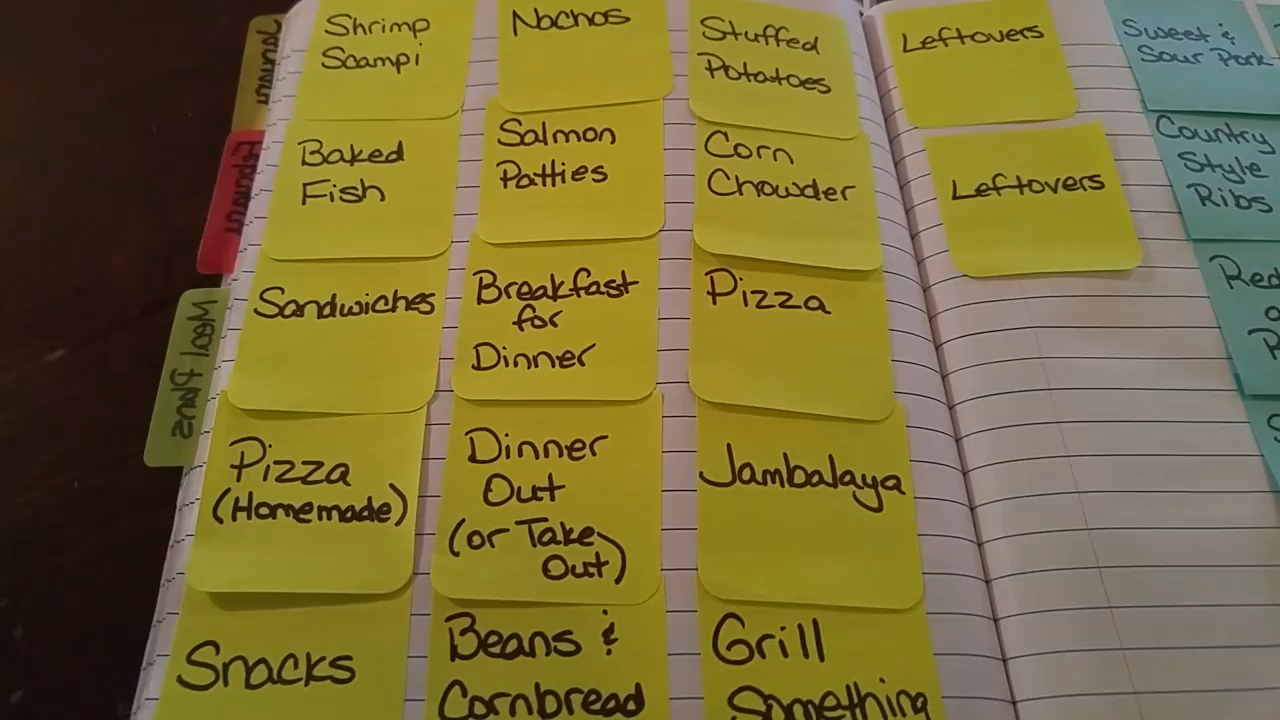 Shrimp
Scampi
Nachos
Stuffed
Potatoes
Leftovers
Sweet &
Sour Pork
Baked
Fish
Salmon
Patties
Corn
Chowder
Leftovers
Country
Style
Ribs
Sandwiches
Breakfast
for
Dinner
Pizza
Red
Pizza
(Homemade)
Dinner
Out
(or Take
Out)
Jambalaya
Snacks
Beans &
Cornbread
Grill
Something
Journal
Meal Plans